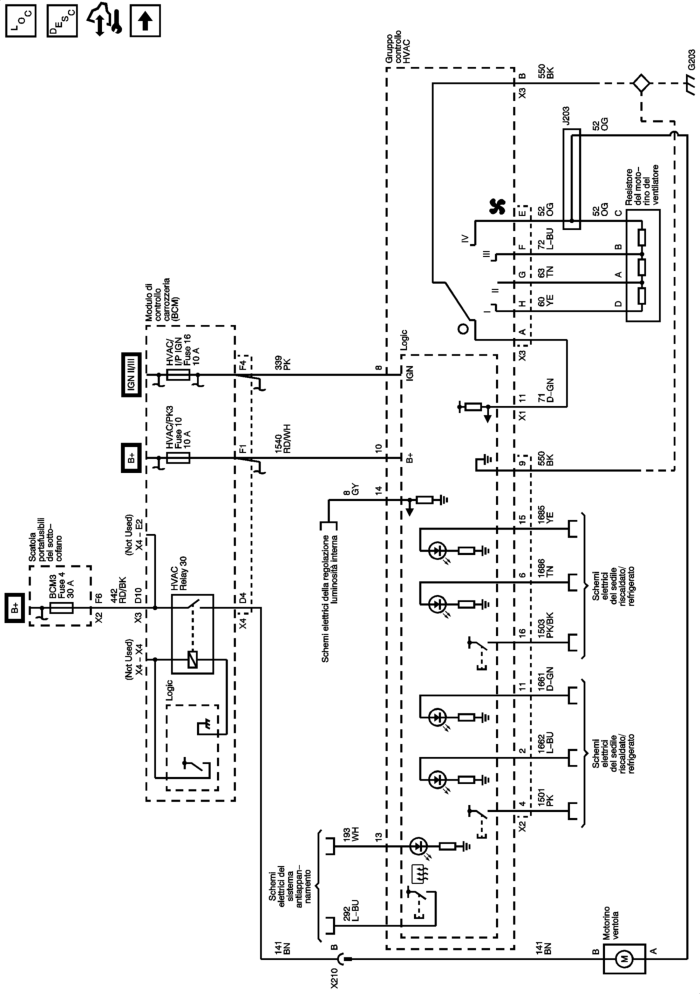 LOC
DESC
B+
Scatola
portafusibili
del sotto-
cofano
BCM3
Fuse 4
30 A
F6
X2
442
RD/BK
D10
X3
(Not Used)
X4 – E2
(Not Used)
X4 – X4
HVAC
Relay 30
Logic
D4
X4
B+
HVAC/PK3
Fuse 10
10 A
F1
1540
RD/WH
10
B+
IGN II/III
HVAC/
I/P IGN
Fuse 16
10 A
F4
339
PK
8
IGN
Modulo di
controllo
carrozzeria
(BCM)
Gruppo
controllo
HVAC
Logic
Schemi elettrici della regolazione
luminosità interna
8
GY
14
B
X3
550
BK
G203
J203
52
OG
52
OG
52
OG
E
F
72
L–BU
G
63
TN
H
60
YE
A
X3
IV
III
II
I
C
B
A
D
Resistore
del moto–
rino del
ventilatore
11
X1
71
D–GN
9
550
BK
15
1685
YE
6
1686
TN
16
1503
PK/BK
Schemi
elettrici
del sedile
riscaldato/
refrigerato
11
1661
D–GN
2
1662
L–BU
4
X2
1501
PK
Schemi
elettrici
del sedile
riscaldato/
refrigerato
Schemi
elettrici del
sistema
antiappan–
namento
193
WH
13
292
L–BU
141
BN
B
X210
141
BN
Motorino
ventola
B
M
A